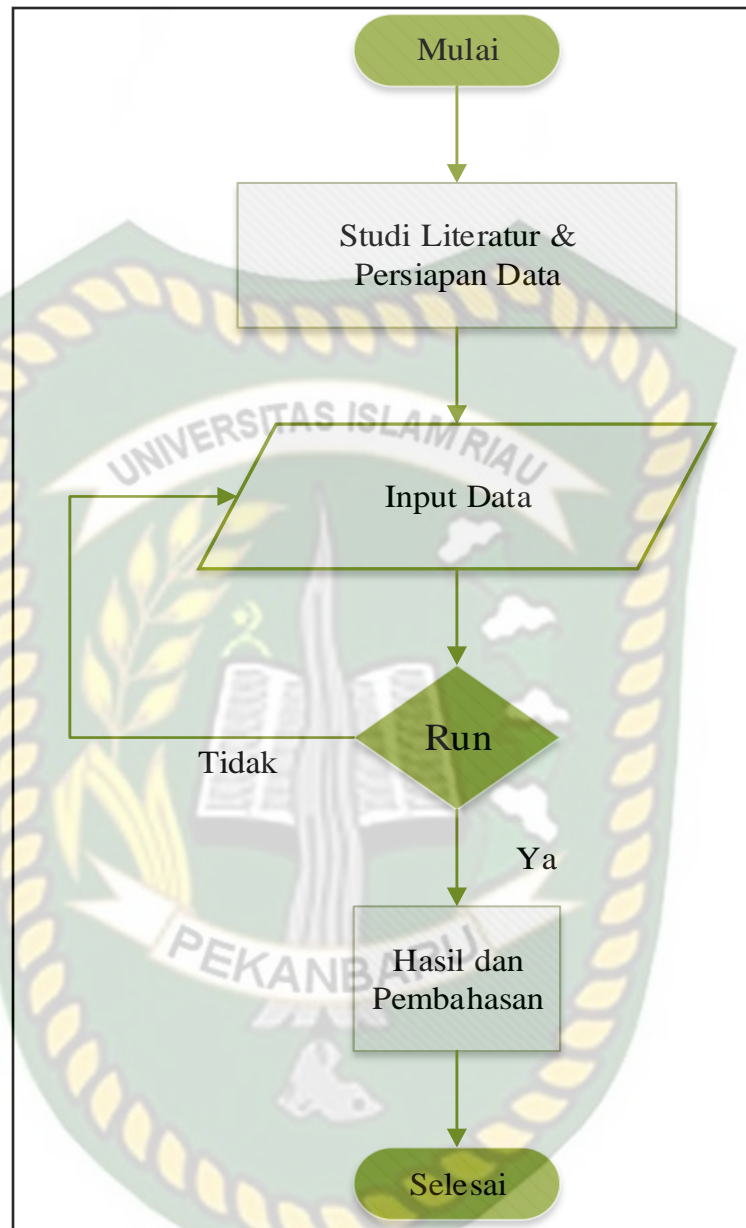 Mulai
Studi Literatur &
Persiapan Data
UNIVERSITAS ISLAM RIAU
Input Data
Run
Tidak
Ya
PEKANBARU
Hasil dan
Pembahasan
Selesai